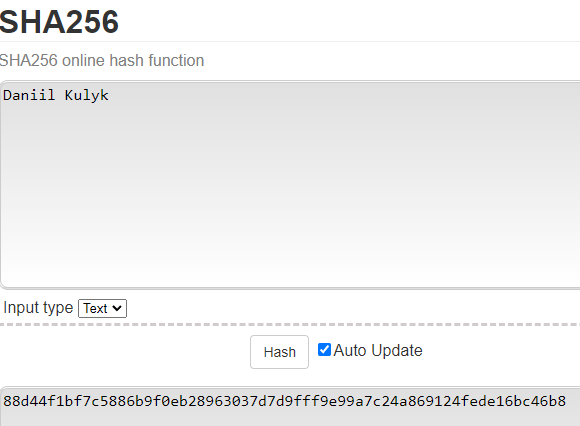 SHA256
SHA256 online hash function
Daniil Kulyk
Input type Text
Hash Auto Update
88d44f1bf7c5886b9f0eb28963037d7d9fff9e99a7c24a869124fede16bc46b8